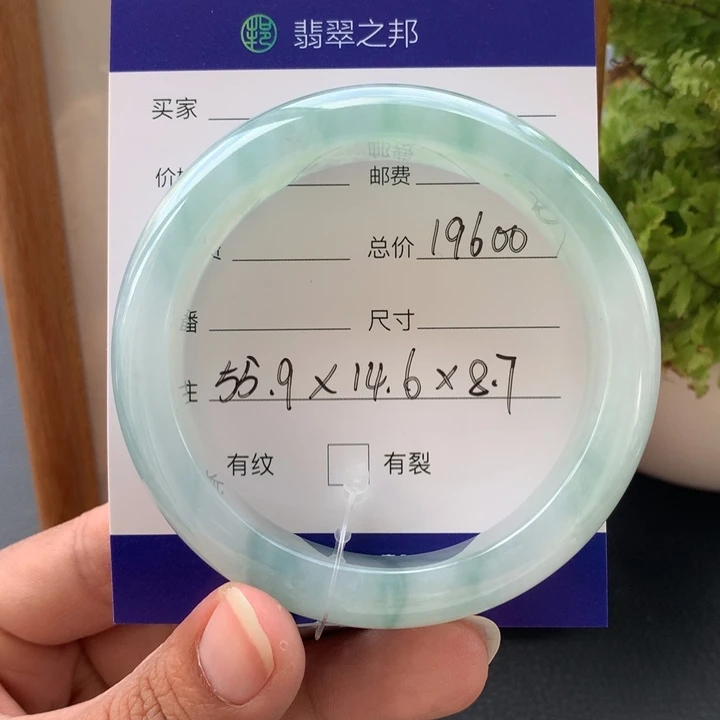 翡翠之邦
买家
邮费
总价 19600
尺寸
55.9 × 14.6 × 8.7
有纹 有裂